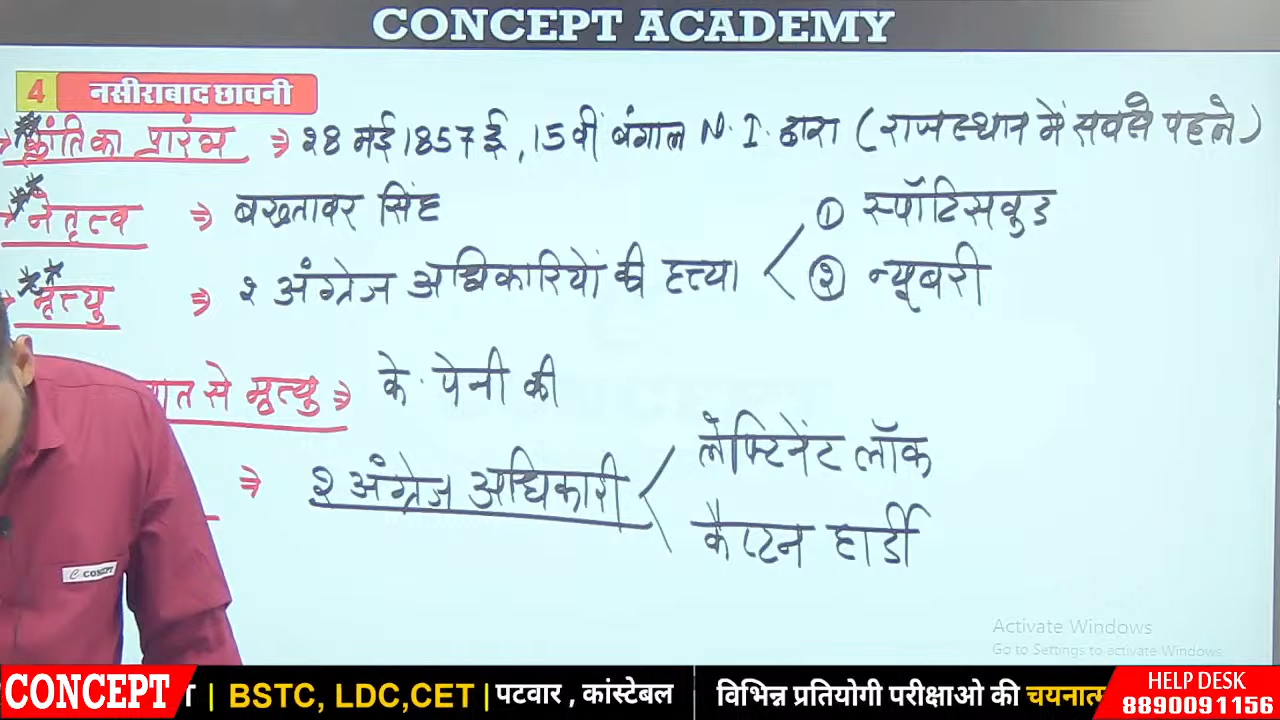 CONCEPT ACADEMY
4 नसीराबाद छावनी
क्रांति का प्रारंभ ⇒ 28 मई 1857 ई, 15वीं बंगाल N. I. द्वारा (राजस्थान में सबसे पहले)
नेतृत्व ⇒ बख्तावर सिंह
मृत्यु ⇒ 2 अंग्रेज अधिकारियों की हत्या
① स्पॉटिसवुड
② न्यूबरी
से मृत्यु ⇒ के. पेनी की
⇒ 2 अंग्रेज अधिकारी
लेफ्टिनेंट लॉक
कैप्टन हार्डी
CONCEPT
Activate Windows
Go to Settings to activate Windows.
CONCEPT T | BSTC, LDC,CET | पटवार , कांस्टेबल
विभिन्न प्रतियोगी परीक्षाओ की
HELP DESK
8890091156